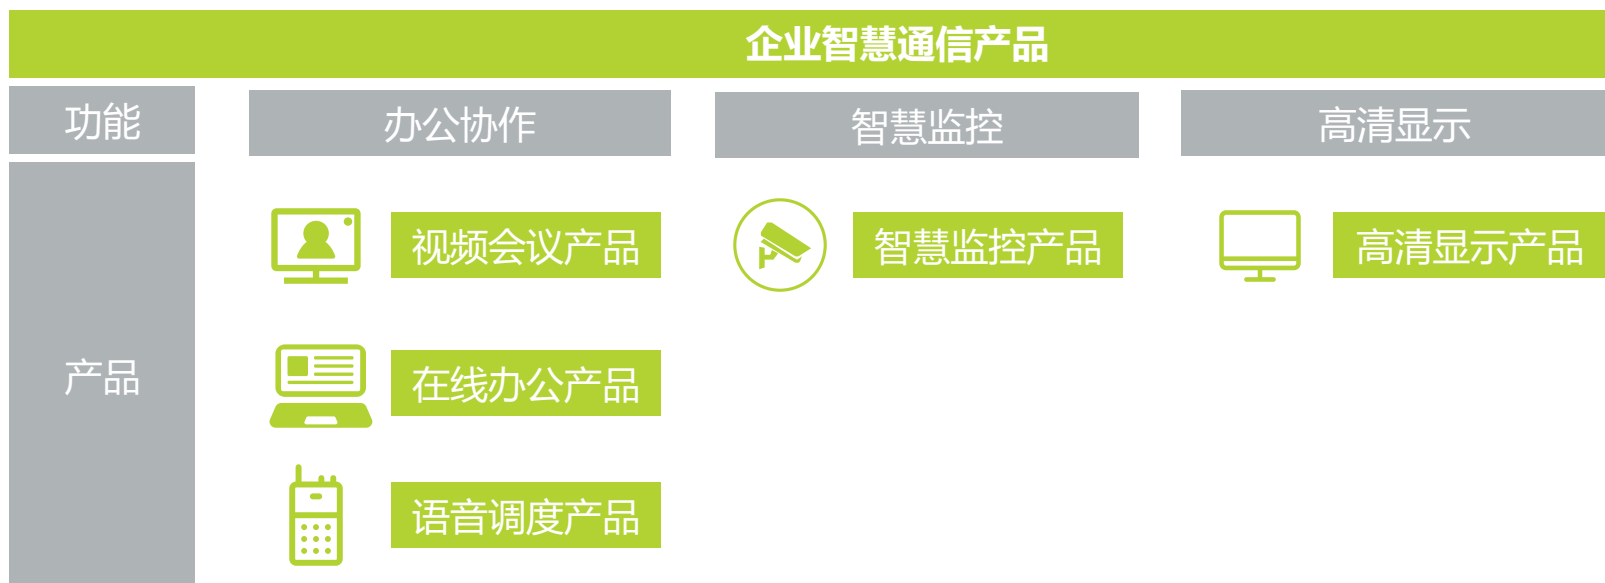 企业智慧通信产品
功能
办公协作
智慧监控
高清显示
产品
视频会议产品
智慧监控产品
高清显示产品
在线办公产品
语音调度产品